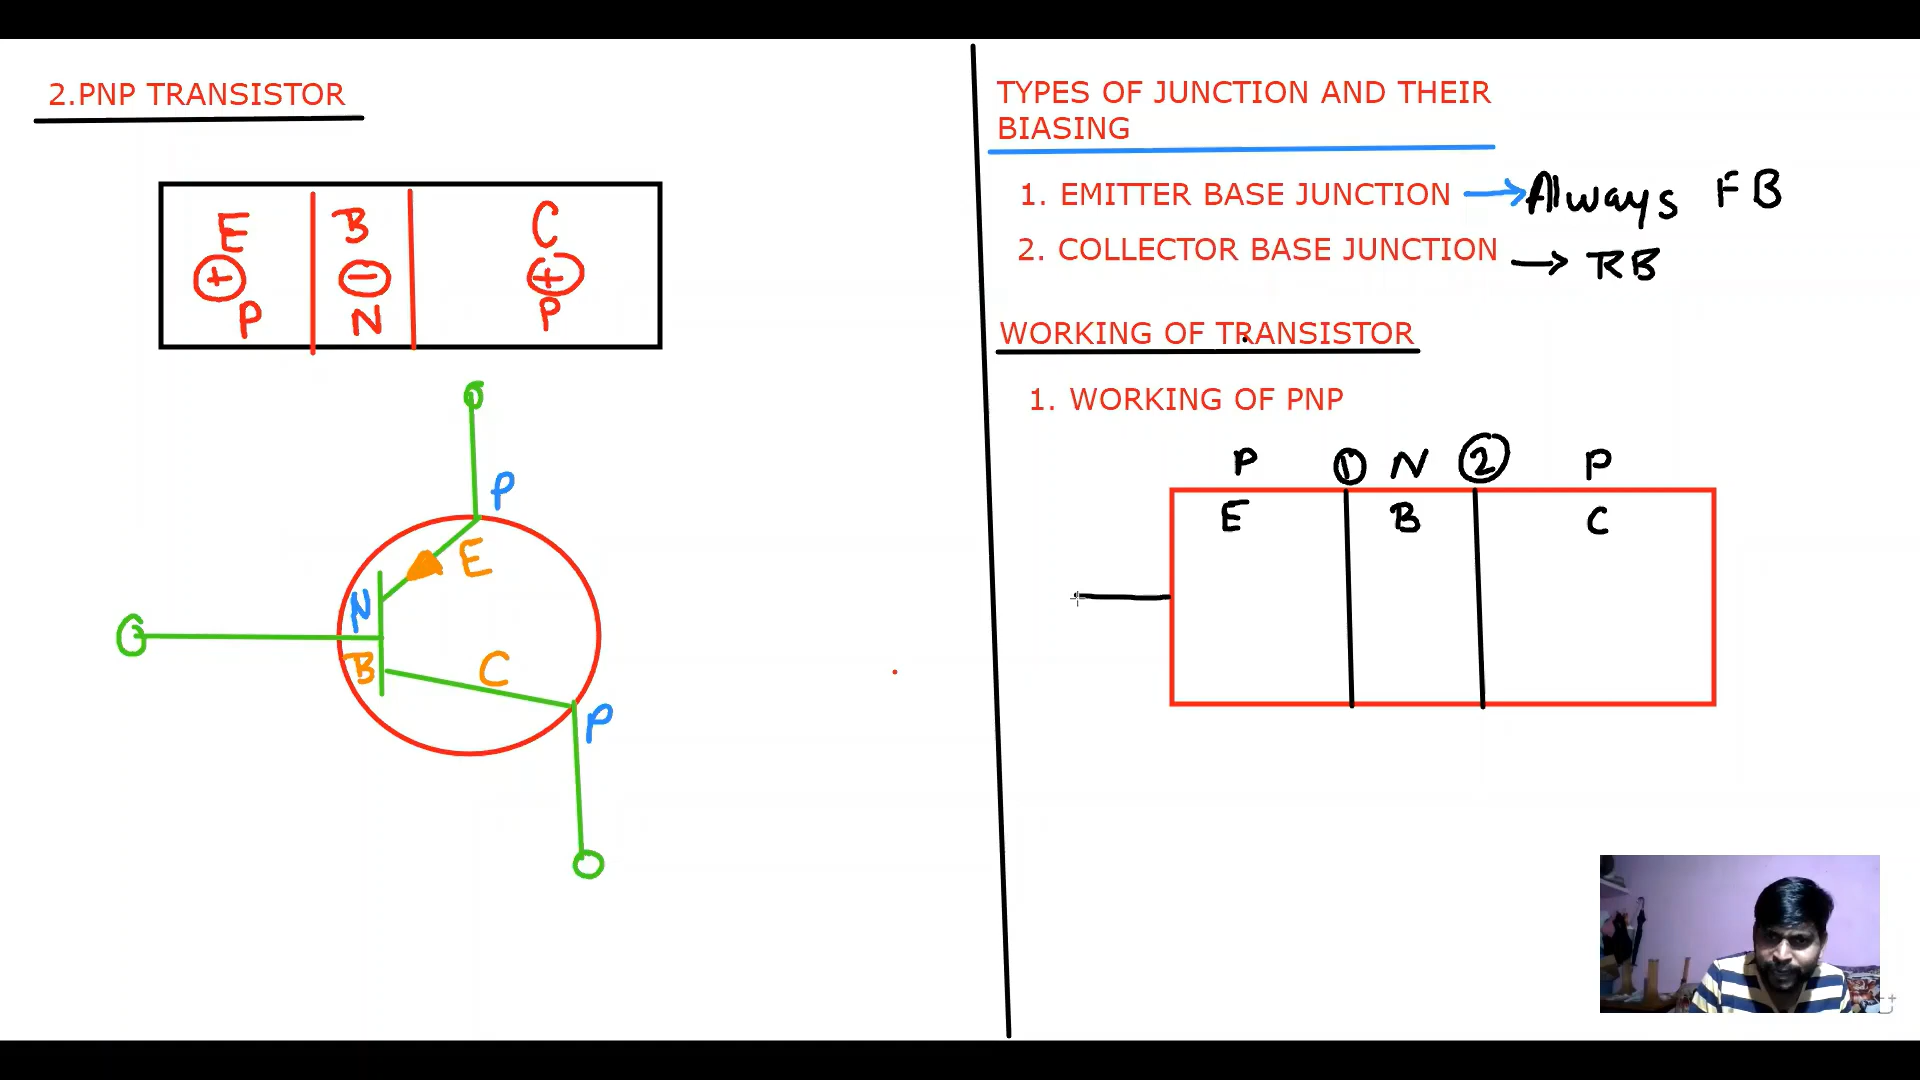 2.PNP TRANSISTOR
E B C
+ − +
P N P
P
E
N
B
C
P
TYPES OF JUNCTION AND THEIR
BIASING
1. EMITTER BASE JUNCTION → Always FB
2. COLLECTOR BASE JUNCTION → RB
WORKING OF TRANSISTOR
1. WORKING OF PNP
P ① N ② P
E B C